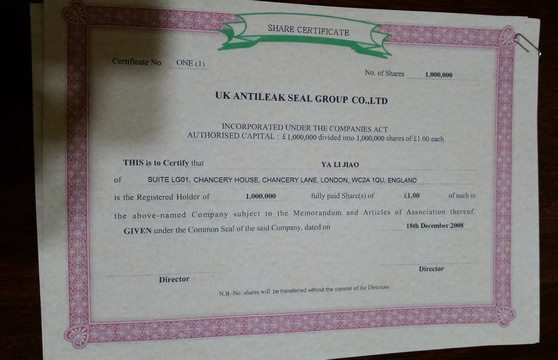 SHARE CERTIFICATE
Certificate No ONE (1)
No. of Shares 1,000,000
UK ANTILEAK SEAL GROUP CO.,LTD
INCORPORATED UNDER THE COMPANIES ACT
AUTHORISED CAPITAL : £1,000,000 divided into 1,000,000 shares of £1.00 each
THIS is to Certify that YA LI JIAO
of SUITE LG01, CHANCERY HOUSE, CHANCERY LANE, LONDON, WC2A 1QU, ENGLAND
is the Registered Holder of 1,000,000 fully paid Share(s) of £1.00 of each in
the above-named Company subject to the Memorandum and Articles of Association thereof.
GIVEN under the Common Seal of the said Company, dated on 18th December 2008
Director
Director
N.B.-No. shares will be transferred without the consent of the Directors